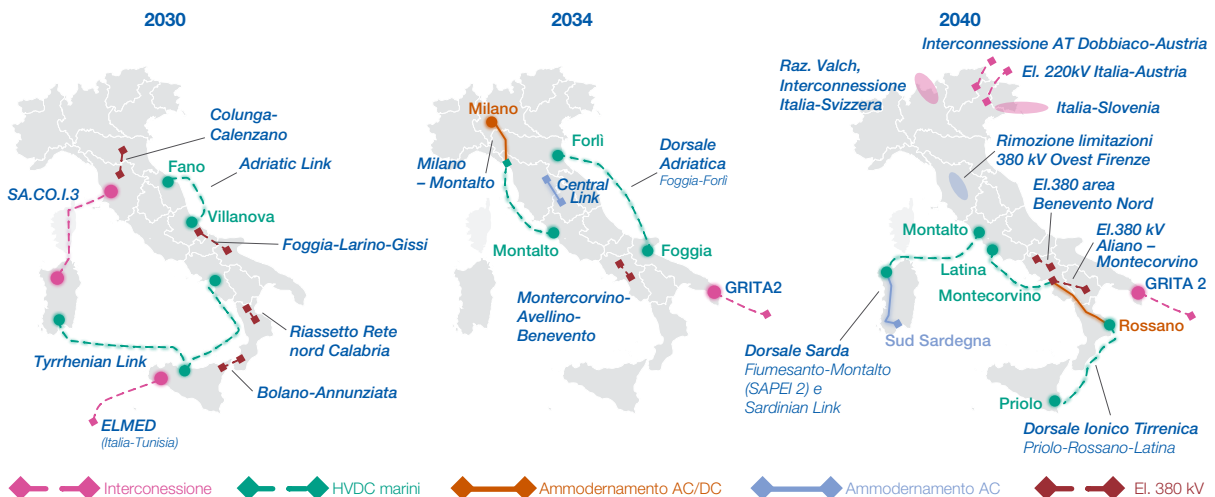 2030
Colunga-
Calenzano
Adriatic Link
Fano
SA.CO.I.3
Villanova
Foggia-Larino-Gissi
Riassetto Rete
nord Calabria
Tyrrhenian Link
Bolano-Annunziata
ELMED
(Italia-Tunisia)
2034
Milano
Forlì
Dorsale
Adriatica
Foggia-Forlì
Milano
– Montalto
Central
Link
Montalto
Foggia
GRITA2
Montercorvino-
Avellino-
Benevento
2040
Interconnessione AT Dobbiaco-Austria
Raz. Valch,
Interconnessione
Italia-Svizzera
El. 220kV Italia-Austria
Italia-Slovenia
Rimozione limitazioni
380 kV Ovest Firenze
El.380 area
Benevento Nord
El.380 kV
Aliano –
Montecorvino
Montalto
Latina
Montecorvino
GRITA 2
Rossano
Sud Sardegna
Dorsale Sarda
Fiumesanto-Montalto
(SAPEI 2) e
Sardinian Link
Priolo
Dorsale Ionico Tirrenica
Priolo-Rossano-Latina
Interconessione
HVDC marini
Ammodernamento AC/DC
Ammodernamento AC
El. 380 kV